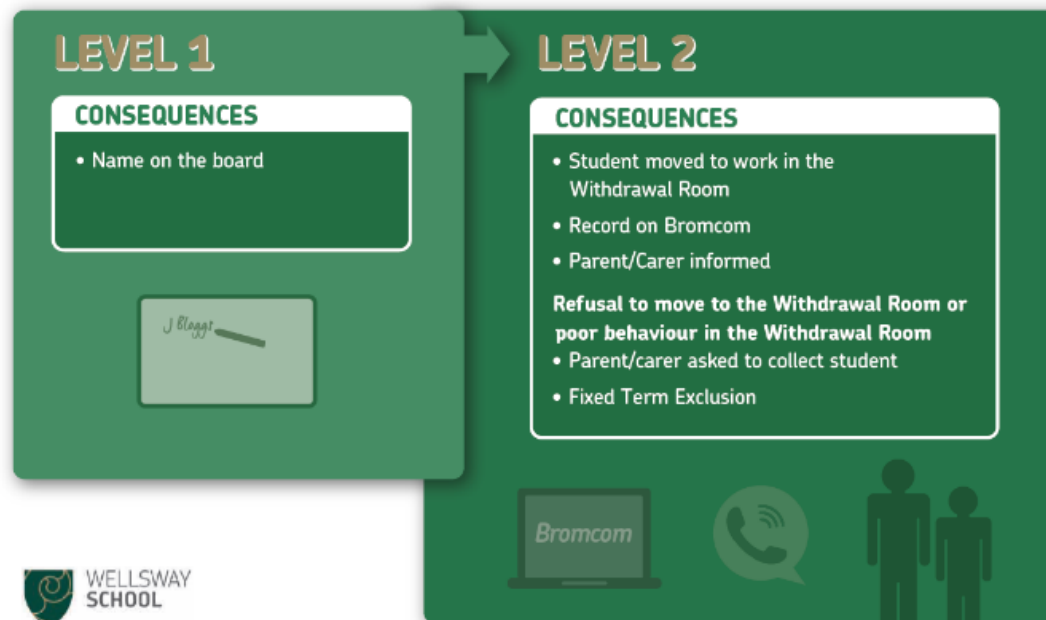 LEVEL 1
CONSEQUENCES
• Name on the board
J Bloggs
LEVEL 2
CONSEQUENCES
• Student moved to work in the
Withdrawal Room
• Record on Bromcom
• Parent/Carer informed
Refusal to move to the Withdrawal Room or
poor behaviour in the Withdrawal Room
• Parent/carer asked to collect student
• Fixed Term Exclusion
Bromcom
WELLSWAY
SCHOOL